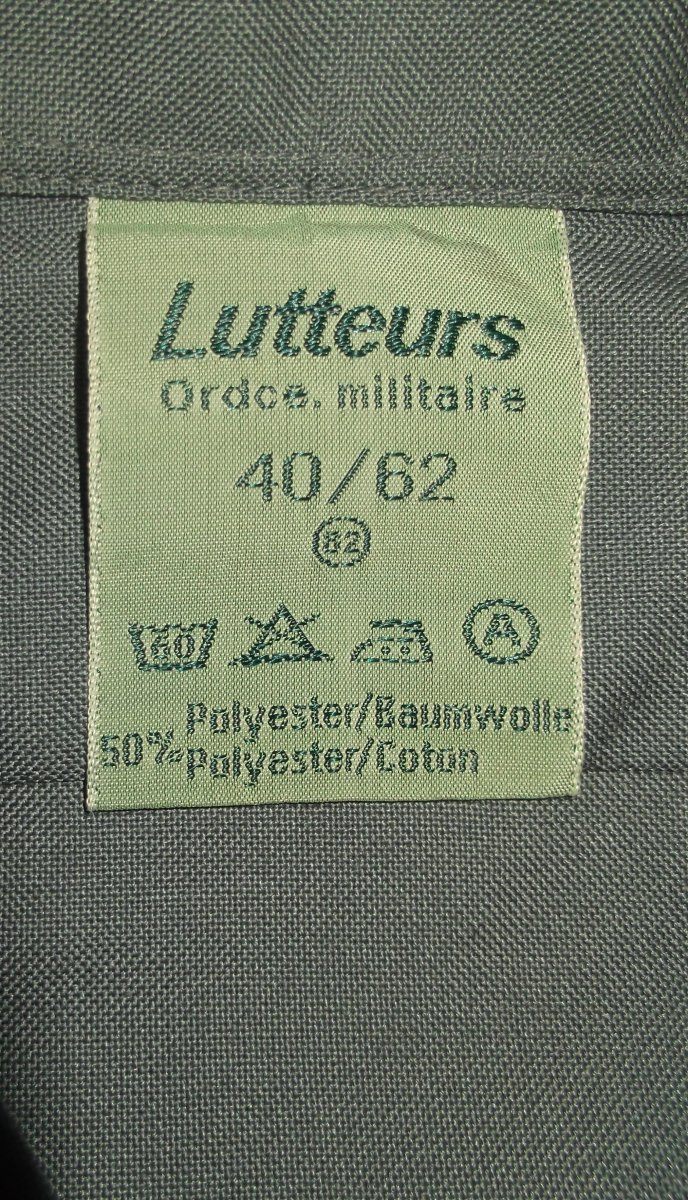 Lutteurs
Ordce. militaire
40/62
82
60
A
Polyester/Baumwolle
50% Polyester/Coton